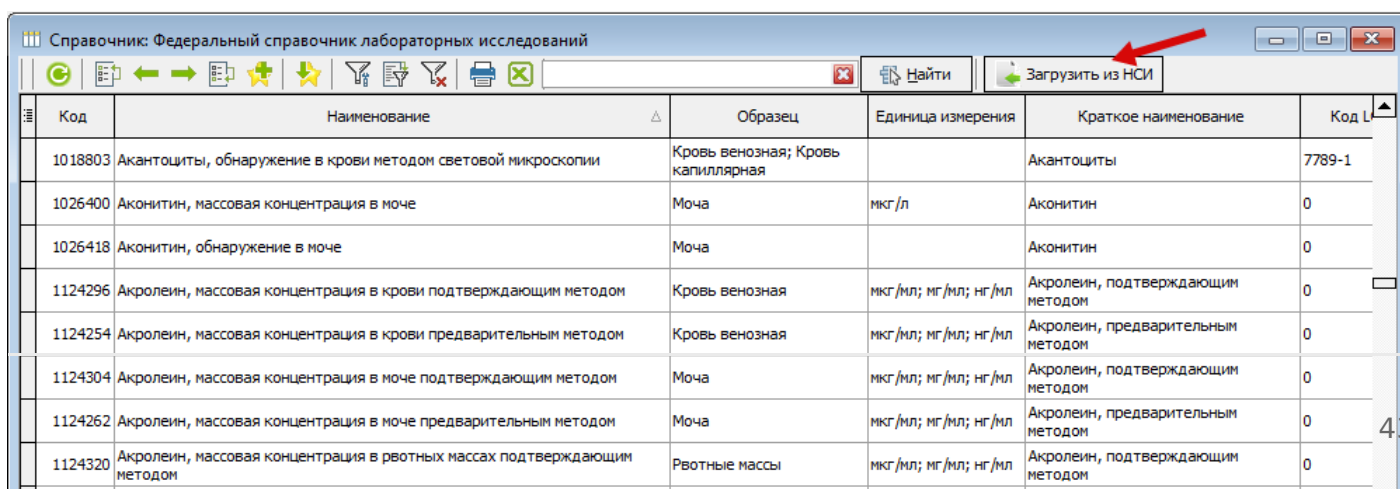 Справочник: Федеральный справочник лабораторных исследований
Найти
Загрузить из НСИ
Код Наименование Образец Единица измерения Краткое наименование Код
1018803 Акантоциты, обнаружение в крови методом световой микроскопии Кровь венозная; Кровь капиллярная Акантоциты 7789-1
1026400 Аконитин, массовая концентрация в моче Моча мкг/л Аконитин 0
1026418 Аконитин, обнаружение в моче Моча Аконитин 0
1124296 Акролеин, массовая концентрация в крови подтверждающим методом Кровь венозная мкг/мл; мг/мл; нг/мл Акролеин, подтверждающим методом 0
1124254 Акролеин, массовая концентрация в крови предварительным методом Кровь венозная мкг/мл; мг/мл; нг/мл Акролеин, предварительным методом 0
1124304 Акролеин, массовая концентрация в моче подтверждающим методом Моча мкг/мл; мг/мл; нг/мл Акролеин, подтверждающим методом 0
1124262 Акролеин, массовая концентрация в моче предварительным методом Моча мкг/мл; мг/мл; нг/мл Акролеин, предварительным методом 0
1124320 Акролеин, массовая концентрация в рвотных массах подтверждающим методом Рвотные массы мкг/мл; мг/мл; нг/мл Акролеин, подтверждающим методом 0